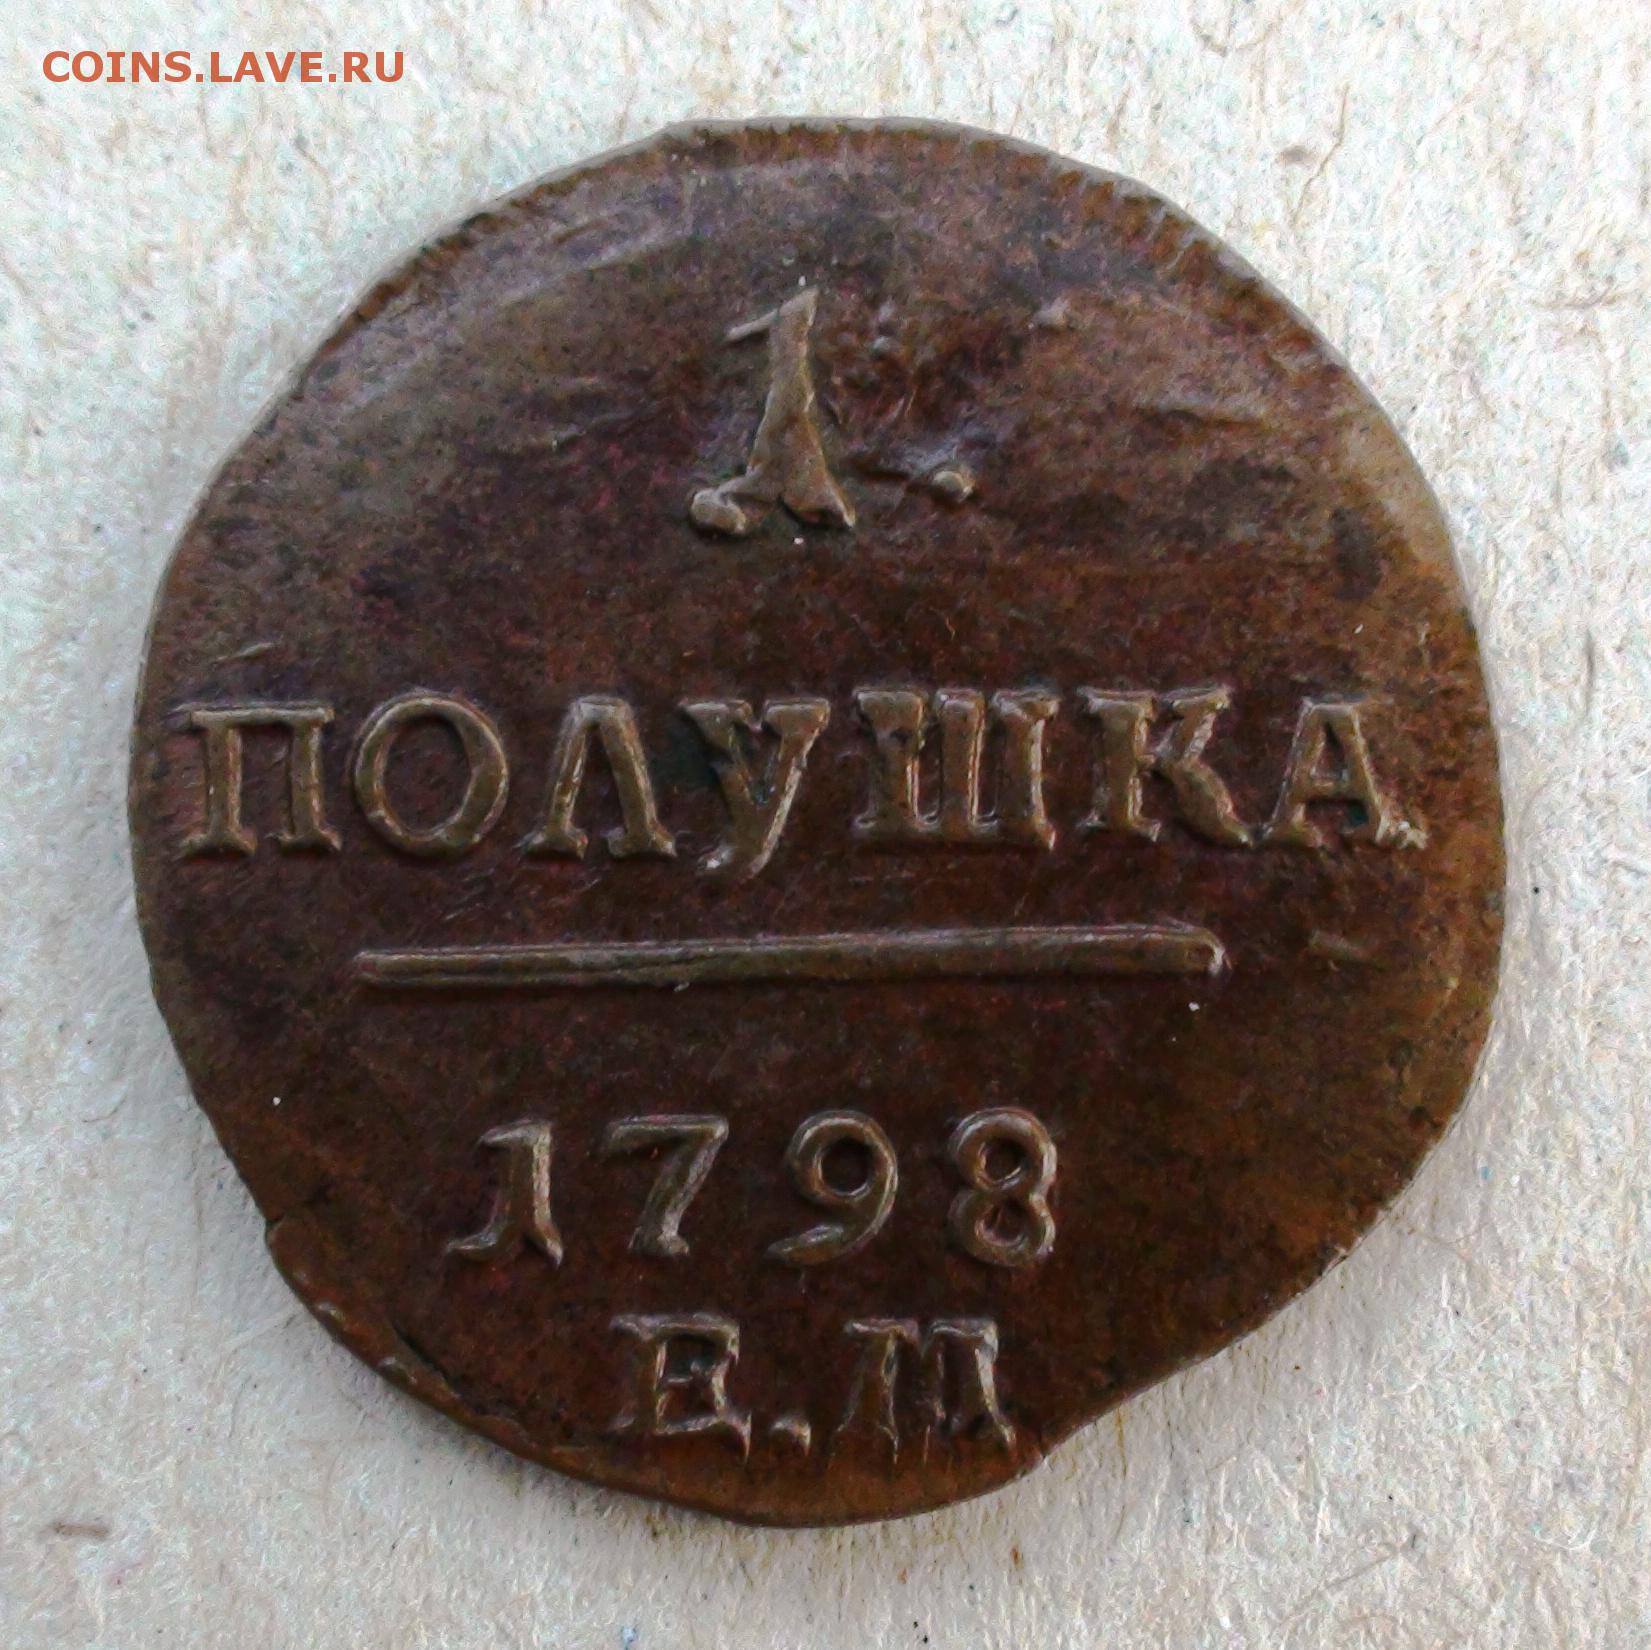 COINS.LAVE.RU
1.
ПОЛУШКА
1798
Е.М